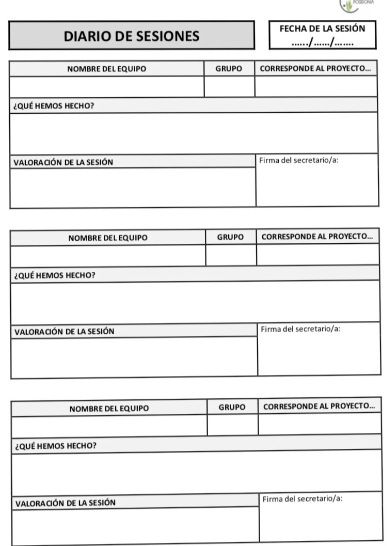 POSIDONIA
DIARIO DE SESIONES
FECHA DE LA SESIÓN
....../....../.......
NOMBRE DEL EQUIPO GRUPO CORRESPONDE AL PROYECTO...
¿QUÉ HEMOS HECHO?
VALORACIÓN DE LA SESIÓN Firma del secretario/a:
NOMBRE DEL EQUIPO GRUPO CORRESPONDE AL PROYECTO...
¿QUÉ HEMOS HECHO?
VALORACIÓN DE LA SESIÓN Firma del secretario/a:
NOMBRE DEL EQUIPO GRUPO CORRESPONDE AL PROYECTO...
¿QUÉ HEMOS HECHO?
VALORACIÓN DE LA SESIÓN Firma del secretario/a: